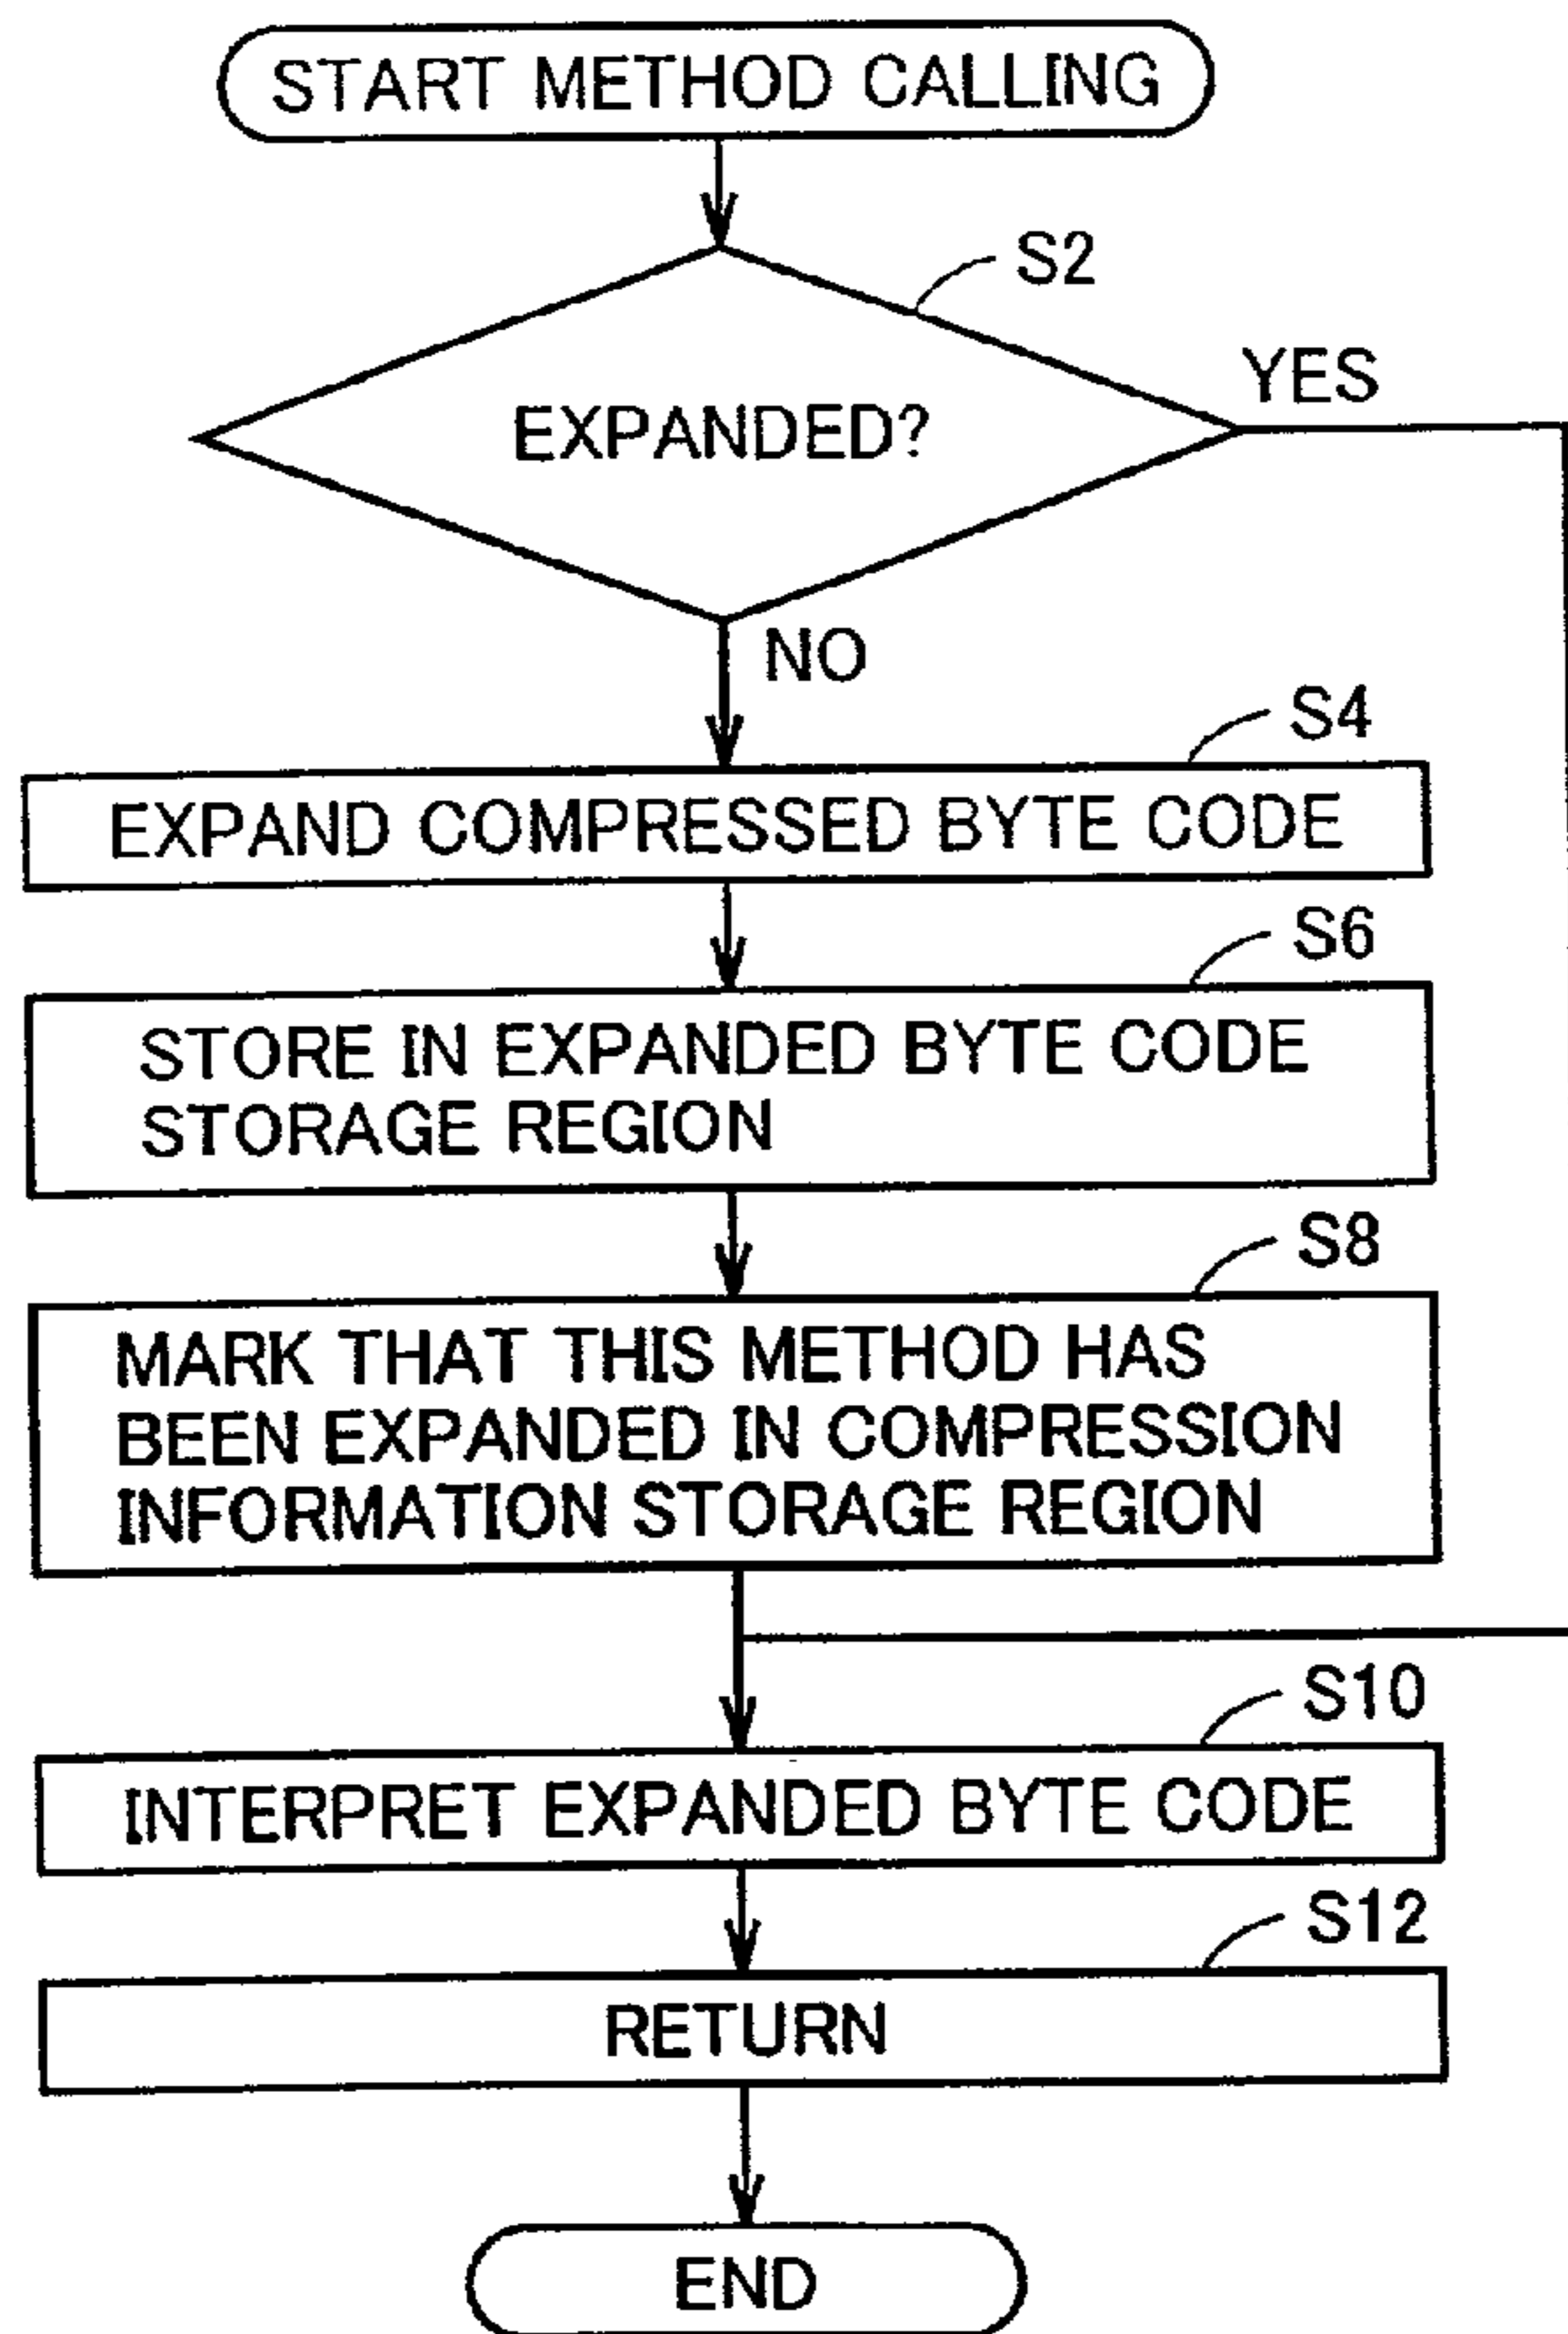 START METHOD CALLING
S2
EXPANDED?
YES
NO
S4
EXPAND COMPRESSED BYTE CODE
S6
STORE IN EXPANDED BYTE CODE
STORAGE REGION
S8
MARK THAT THIS METHOD HAS
BEEN EXPANDED IN COMPRESSION
INFORMATION STORAGE REGION
S10
INTERPRET EXPANDED BYTE CODE
S12
RETURN
END